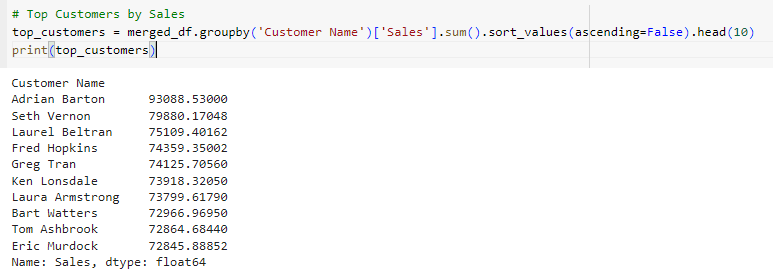 # Top Customers by Sales
top_customers = merged_df.groupby('Customer Name')['Sales'].sum().sort_values(ascending=False).head(10)
print(top_customers)
Customer Name
Adrian Barton      93088.53000
Seth Vernon        79880.17048
Laurel Beltran     75109.40162
Fred Hopkins       74359.35002
Greg Tran          74125.70560
Ken Lonsdale       73918.32050
Laura Armstrong    73799.61790
Bart Watters       72966.96950
Tom Ashbrook       72864.68440
Eric Murdock       72845.88852
Name: Sales, dtype: float64